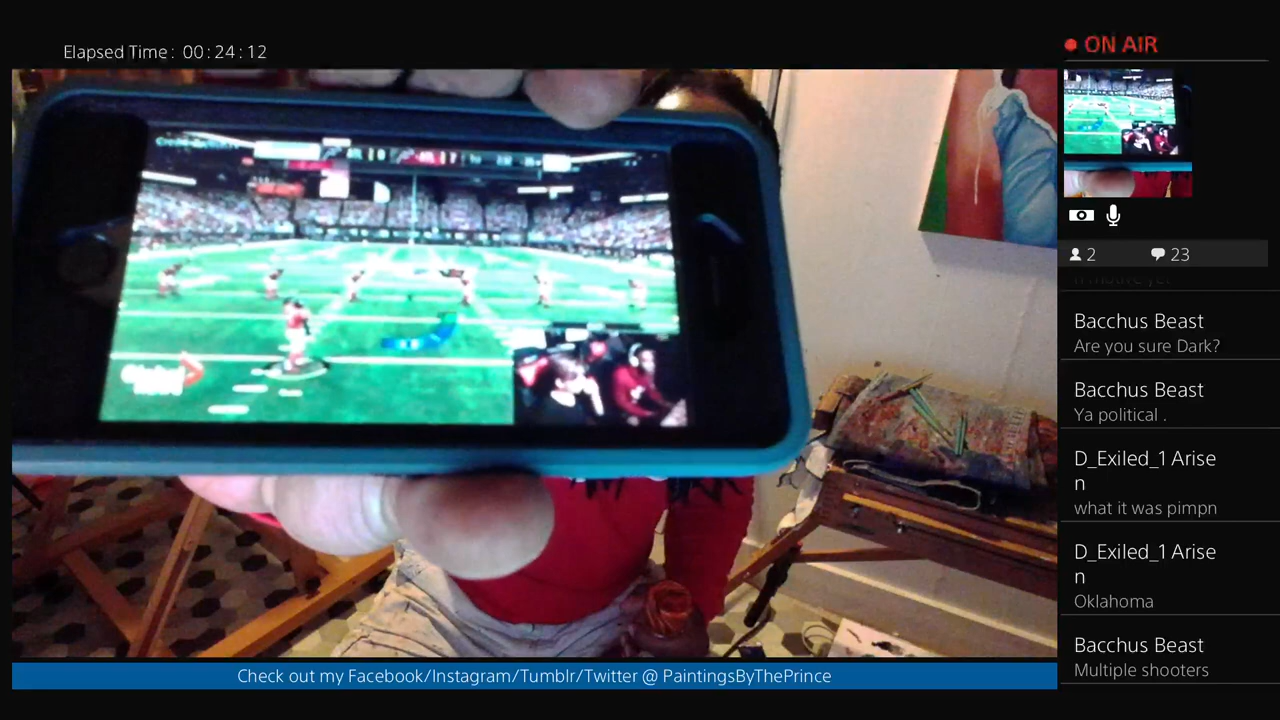 Elapsed Time: 00:24:12
ON AIR
2
23
Bacchus Beast
Are you sure Dark?
Bacchus Beast
Ya political .
D_Exiled_1 Arise
n
what it was pimpn
D_Exiled_1 Arise
n
Oklahoma
Bacchus Beast
Multiple shooters
Check out my Facebook/Instagram/Tumblr/Twitter @ PaintingsByThePrince